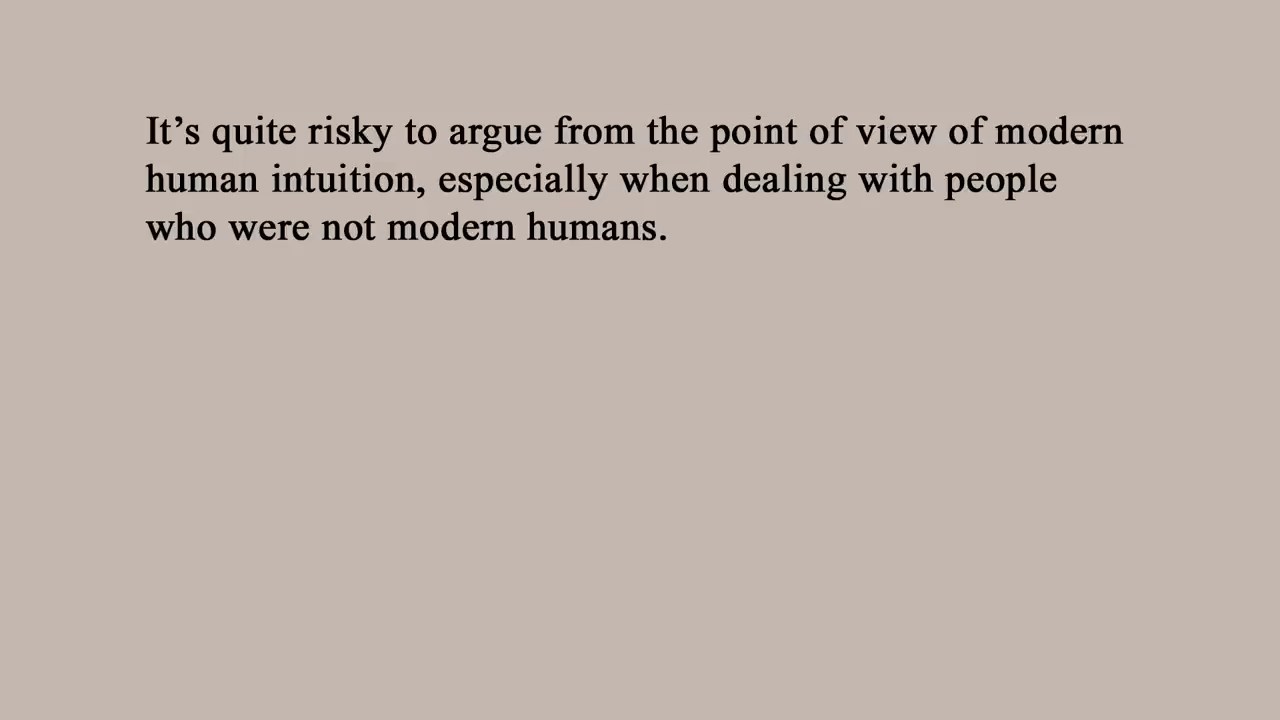 It’s quite risky to argue from the point of view of modern
human intuition, especially when dealing with people
who were not modern humans.